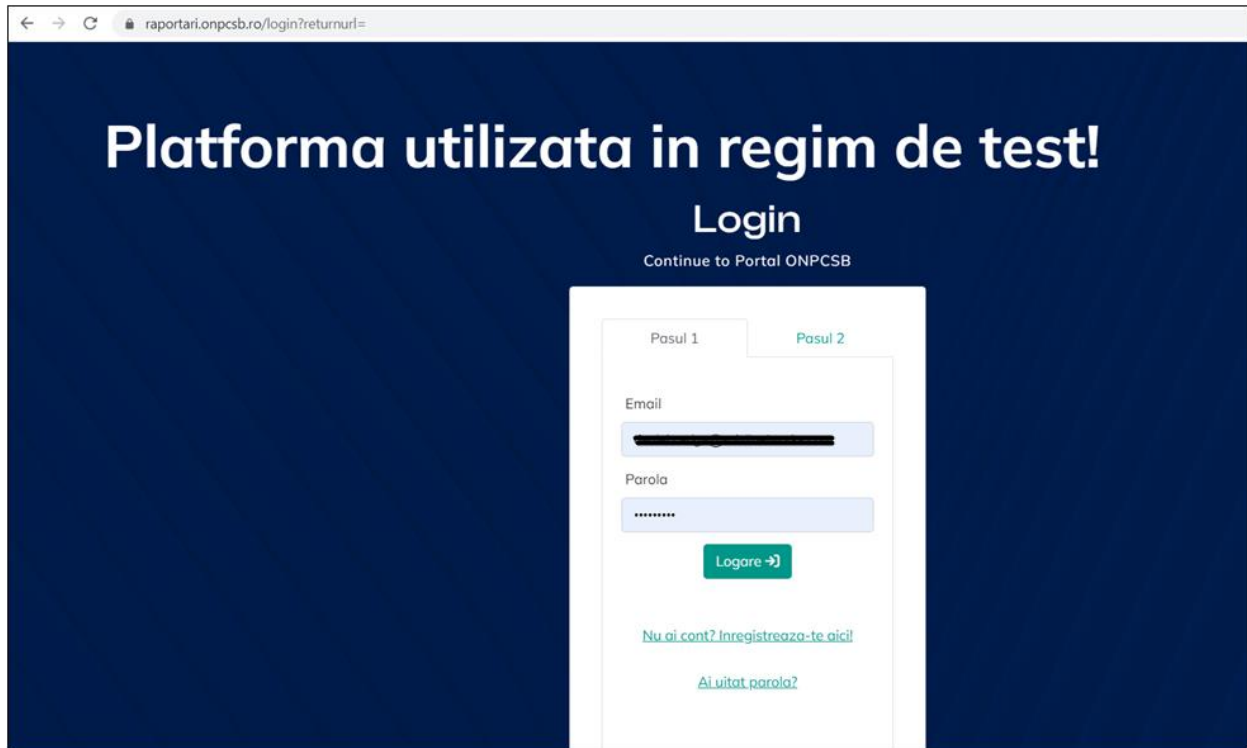 raportari.onpcsb.ro/login?returnurl=
Platforma utilizata in regim de test!
Login
Continue to Portal ONPCSB
Pasul 1 Pasul 2
Email
Parola
Logare
Nu ai cont? Inregistreaza-te aici!
Ai uitat parola?